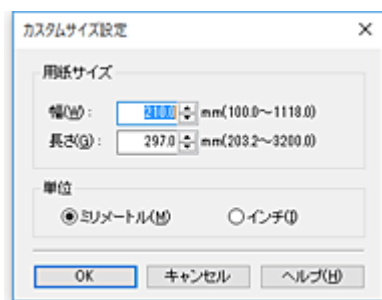 カスタムサイズ設定
用紙サイズ
幅(W)： 210.0 mm(100.0～1118.0)
長さ(G)： 297.0 mm(203.2～3200.0)
単位
ミリメートル(M) インチ(I)
OK キャンセル ヘルプ(H)